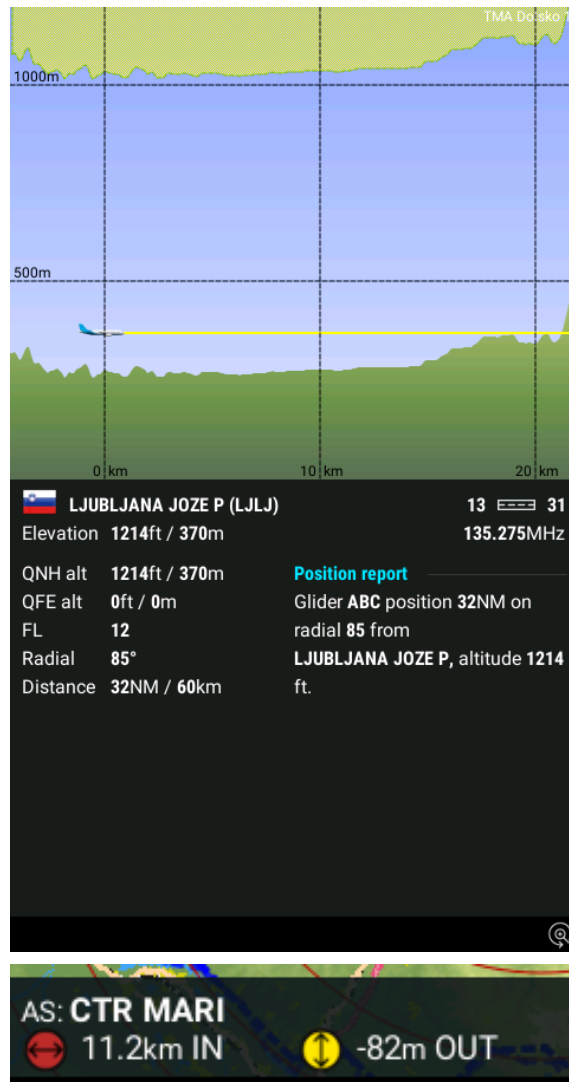 TMA Dolsko 1
1000m
500m
0 km 10 km 20 km
LJUBLJANA JOZE P (LJLJ) 13 31
Elevation 1214ft / 370m 135.275MHz
QNH alt 1214ft / 370m Position report
QFE alt 0ft / 0m Glider ABC position 32NM on
FL 12 radial 85 from
Radial 85° LJUBLJANA JOZE P, altitude 1214
Distance 32NM / 60km ft.
AS: CTR MARI
11.2km IN -82m OUT